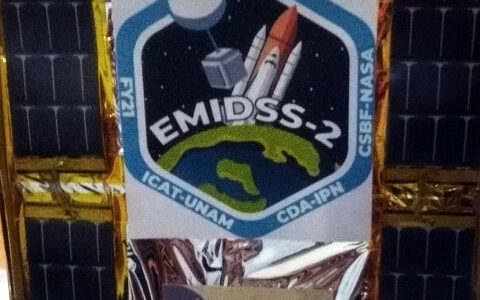 FY21
EMIDSS-2
CSBF-NASA
ICAT-UNAM
CDA-IPN